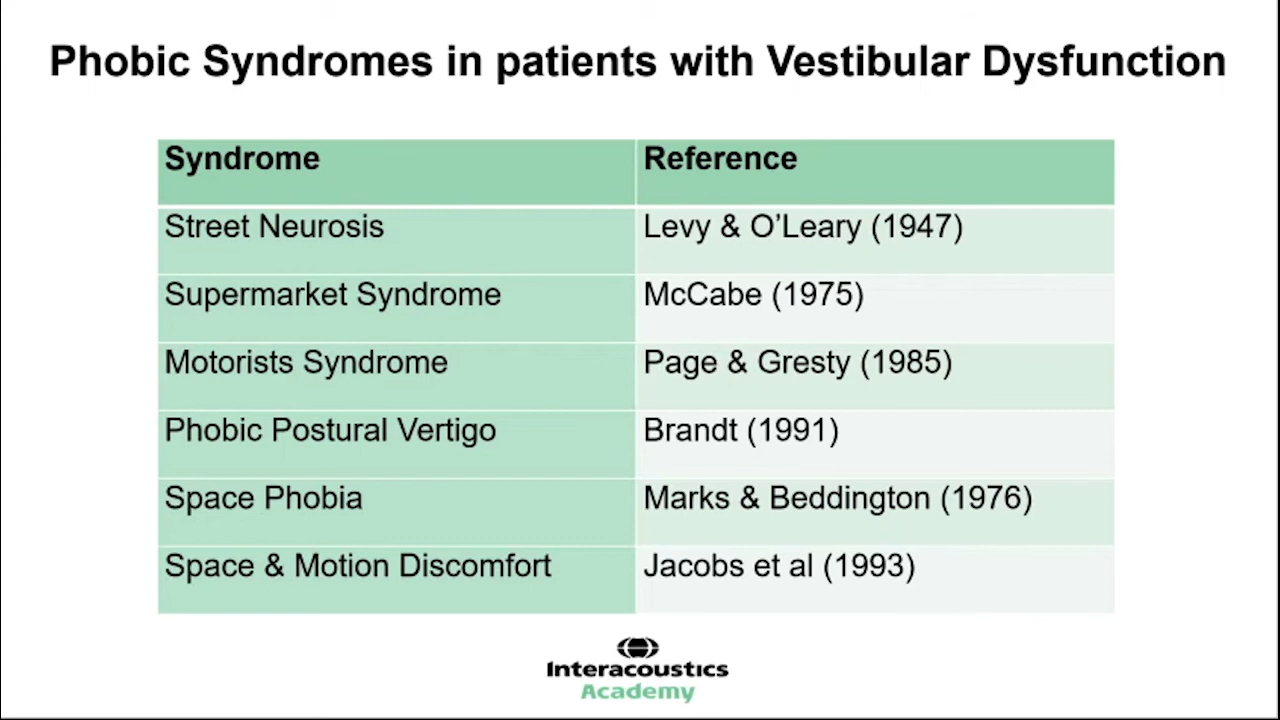 Phobic Syndromes in patients with Vestibular Dysfunction
Syndrome Reference
Street Neurosis Levy & O’Leary (1947)
Supermarket Syndrome McCabe (1975)
Motorists Syndrome Page & Gresty (1985)
Phobic Postural Vertigo Brandt (1991)
Space Phobia Marks & Beddington (1976)
Space & Motion Discomfort Jacobs et al (1993)
Interacoustics
Academy